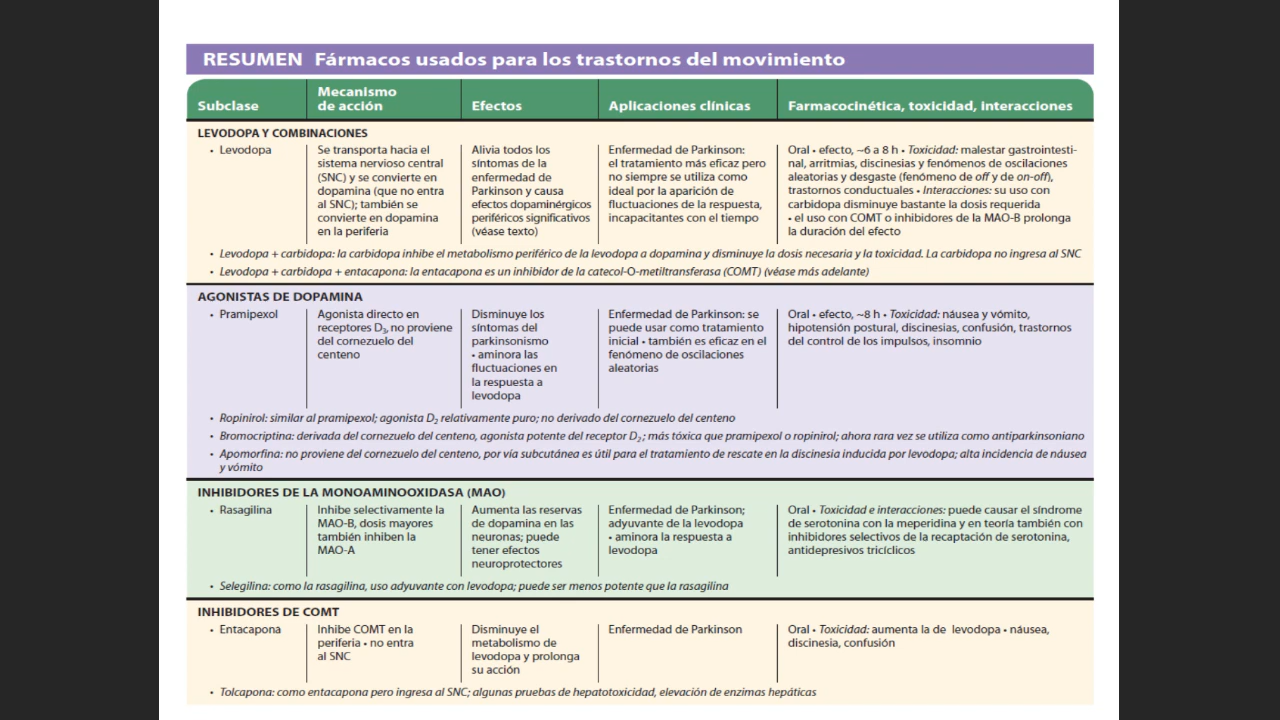 RESUMEN Fármacos usados para los trastornos del movimiento
Subclase
Mecanismo
de acción
Efectos
Aplicaciones clínicas
Farmacocinética, toxicidad, interacciones
LEVODOPA Y COMBINACIONES
• Levodopa
Se transporta hacia el
sistema nervioso central
(SNC) y se convierte en
dopamina (que no entra
al SNC); también se
convierte en dopamina
en la periferia
Alivia todos los
síntomas de la
enfermedad de
Parkinson y causa
efectos dopaminérgicos
periféricos significativos
(véase texto)
Enfermedad de Parkinson:
el tratamiento más eficaz pero
no siempre se utiliza como
ideal por la aparición de
fluctuaciones de la respuesta,
incapacitantes con el tiempo
Oral • efecto, ~6 a 8 h • Toxicidad: malestar gastrointesti-
nal, arritmias, discinesias y fenómenos de oscilaciones
aleatorias y desgaste (fenómeno de off y de on-off),
trastornos conductuales • Interacciones: su uso con
carbidopa disminuye bastante la dosis requerida
• el uso con COMT o inhibidores de la MAO-B prolonga
la duración del efecto
• Levodopa + carbidopa: la carbidopa inhibe el metabolismo periférico de la levodopa a dopamina y disminuye la dosis necesaria y la toxicidad. La carbidopa no ingresa al SNC
• Levodopa + carbidopa + entacapona: la entacapona es un inhibidor de la catecol-O-metiltransferasa (COMT) (véase más adelante)
AGONISTAS DE DOPAMINA
• Pramipexol
Agonista directo en
receptores D3, no proviene
del cornezuelo del
centeno
Disminuye los
síntomas del
parkinsonismo
• aminora las
fluctuaciones en
la respuesta a
levodopa
Enfermedad de Parkinson: se
puede usar como tratamiento
inicial • también es eficaz en el
fenómeno de oscilaciones
aleatorias
Oral • efecto, ~8 h • Toxicidad: náusea y vómito,
hipotensión postural, discinesias, confusión, trastornos
del control de los impulsos, insomnio
• Ropinirol: similar al pramipexol; agonista D2 relativamente puro; no derivado del cornezuelo del centeno
• Bromocriptina: derivada del cornezuelo del centeno, agonista potente del receptor D2; más tóxica que pramipexol o ropinirol; ahora rara vez se utiliza como antiparkinsoniano
• Apomorfina: no proviene del cornezuelo del centeno, por vía subcutánea es útil para el tratamiento de rescate en la discinesia inducida por levodopa; alta incidencia de náusea
y vómito
INHIBIDORES DE LA MONOAMINOOXIDASA (MAO)
• Rasagilina
Inhibe selectivamente la
MAO-B, dosis mayores
también inhiben la
MAO-A
Aumenta las reservas
de dopamina en las
neuronas; puede
tener efectos
neuroprotectores
Enfermedad de Parkinson;
adyuvante de la levodopa
• aminora la respuesta a
levodopa
Oral • Toxicidad e interacciones: puede causar el síndrome
de serotonina con la meperidina y en teoría también con
inhibidores selectivos de la recaptación de serotonina,
antidepresivos tricíclicos
• Selegilina: como la rasagilina, uso adyuvante con levodopa; puede ser menos potente que la rasagilina
INHIBIDORES DE COMT
• Entacapona
Inhibe COMT en la
periferia • no entra
al SNC
Disminuye el
metabolismo de
levodopa y prolonga
su acción
Enfermedad de Parkinson
Oral • Toxicidad: aumenta la de levodopa • náusea,
discinesia, confusión
• Tolcapona: como entacapona pero ingresa al SNC; algunas pruebas de hepatotoxicidad, elevación de enzimas hepáticas